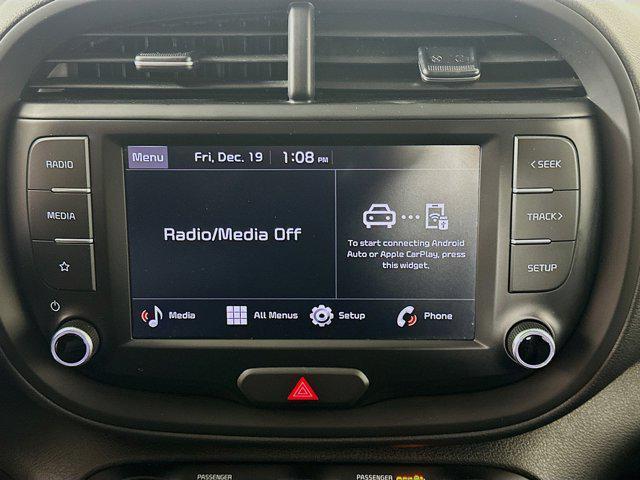 RADIO
MEDIA
Menu Fri, Dec. 19 1:08 PM
Radio/Media Off
To start connecting Android
Auto or Apple CarPlay, press
this widget.
Media All Menus Setup Phone
< SEEK
TRACK >
SETUP
PASSENGER PASSENGER